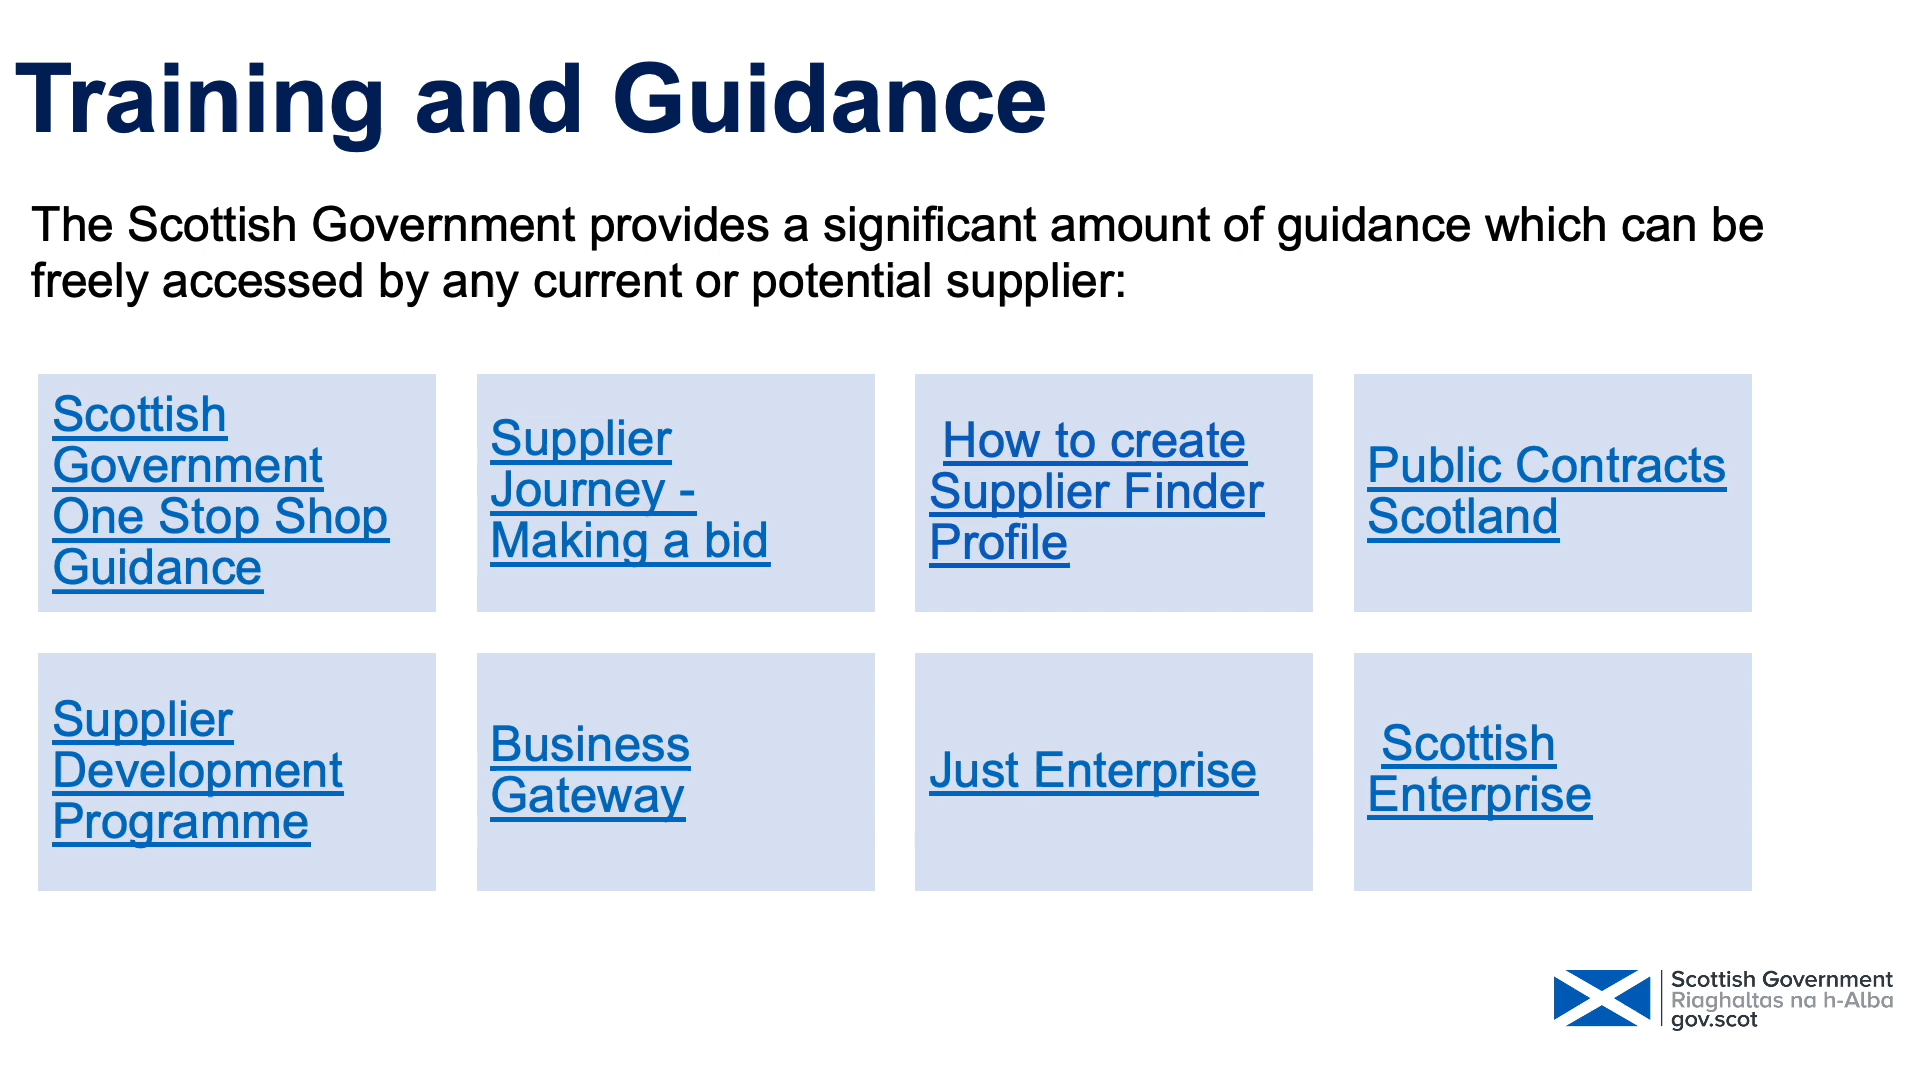 Training and Guidance
The Scottish Government provides a significant amount of guidance which can be
freely accessed by any current or potential supplier:
Scottish
Government
One Stop Shop
Guidance
Supplier
Journey -
Making a bid
How to create
Supplier Finder
Profile
Public Contracts
Scotland
Supplier
Development
Programme
Business
Gateway
Just Enterprise
Scottish
Enterprise
Scottish Government
Riaghaltas na h-Alba
gov.scot